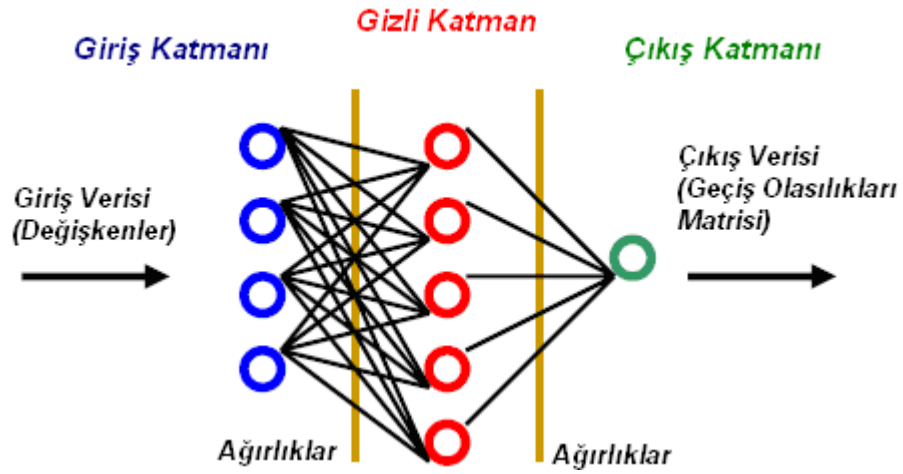 Gizli Katman
Giriş Katmanı
Çıkış Katmanı
Giriş Verisi
(Değişkenler)
Çıkış Verisi
(Geçiş Olasılıkları
Matrisi)
Ağırlıklar
Ağırlıklar